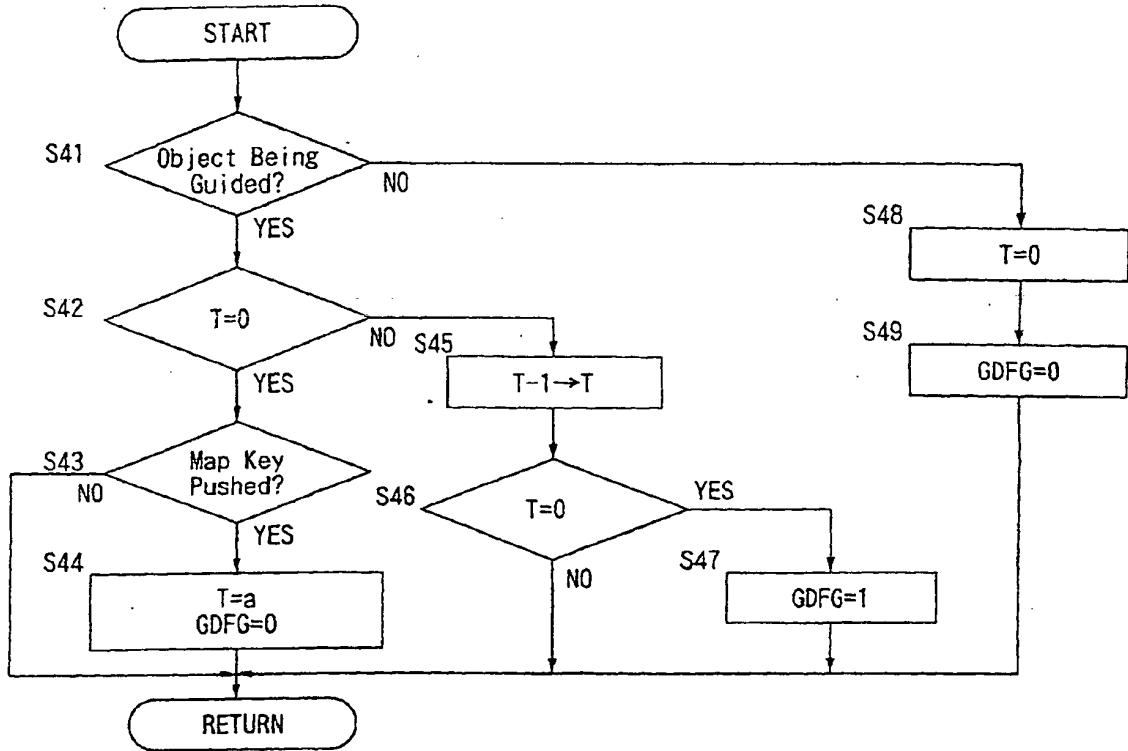 START
S41
Object Being
Guided?
NO
YES
S48
T=0
S42
T=0
NO
YES
S45
T-1→T
S49
GDFG=0
S43
Map Key
Pushed?
NO
YES
S46
T=0
YES
NO
S44
T=a
GDFG=0
S47
GDFG=1
RETURN